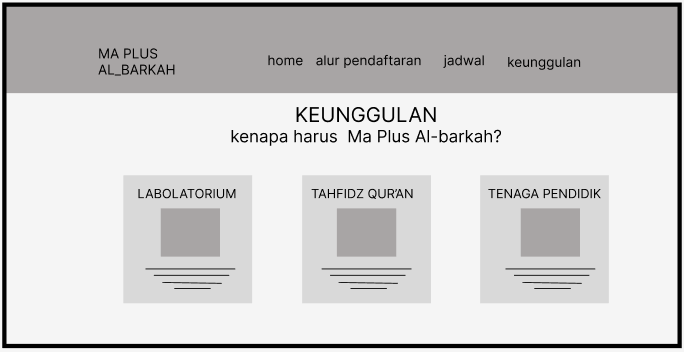 MA PLUS
AL_BARKAH
home alur pendaftaran jadwal keunggulan
KEUNGGULAN
kenapa harus Ma Plus Al-barkah?
LABOLATORIUM
TAHFIDZ QUR'AN
TENAGA PENDIDIK